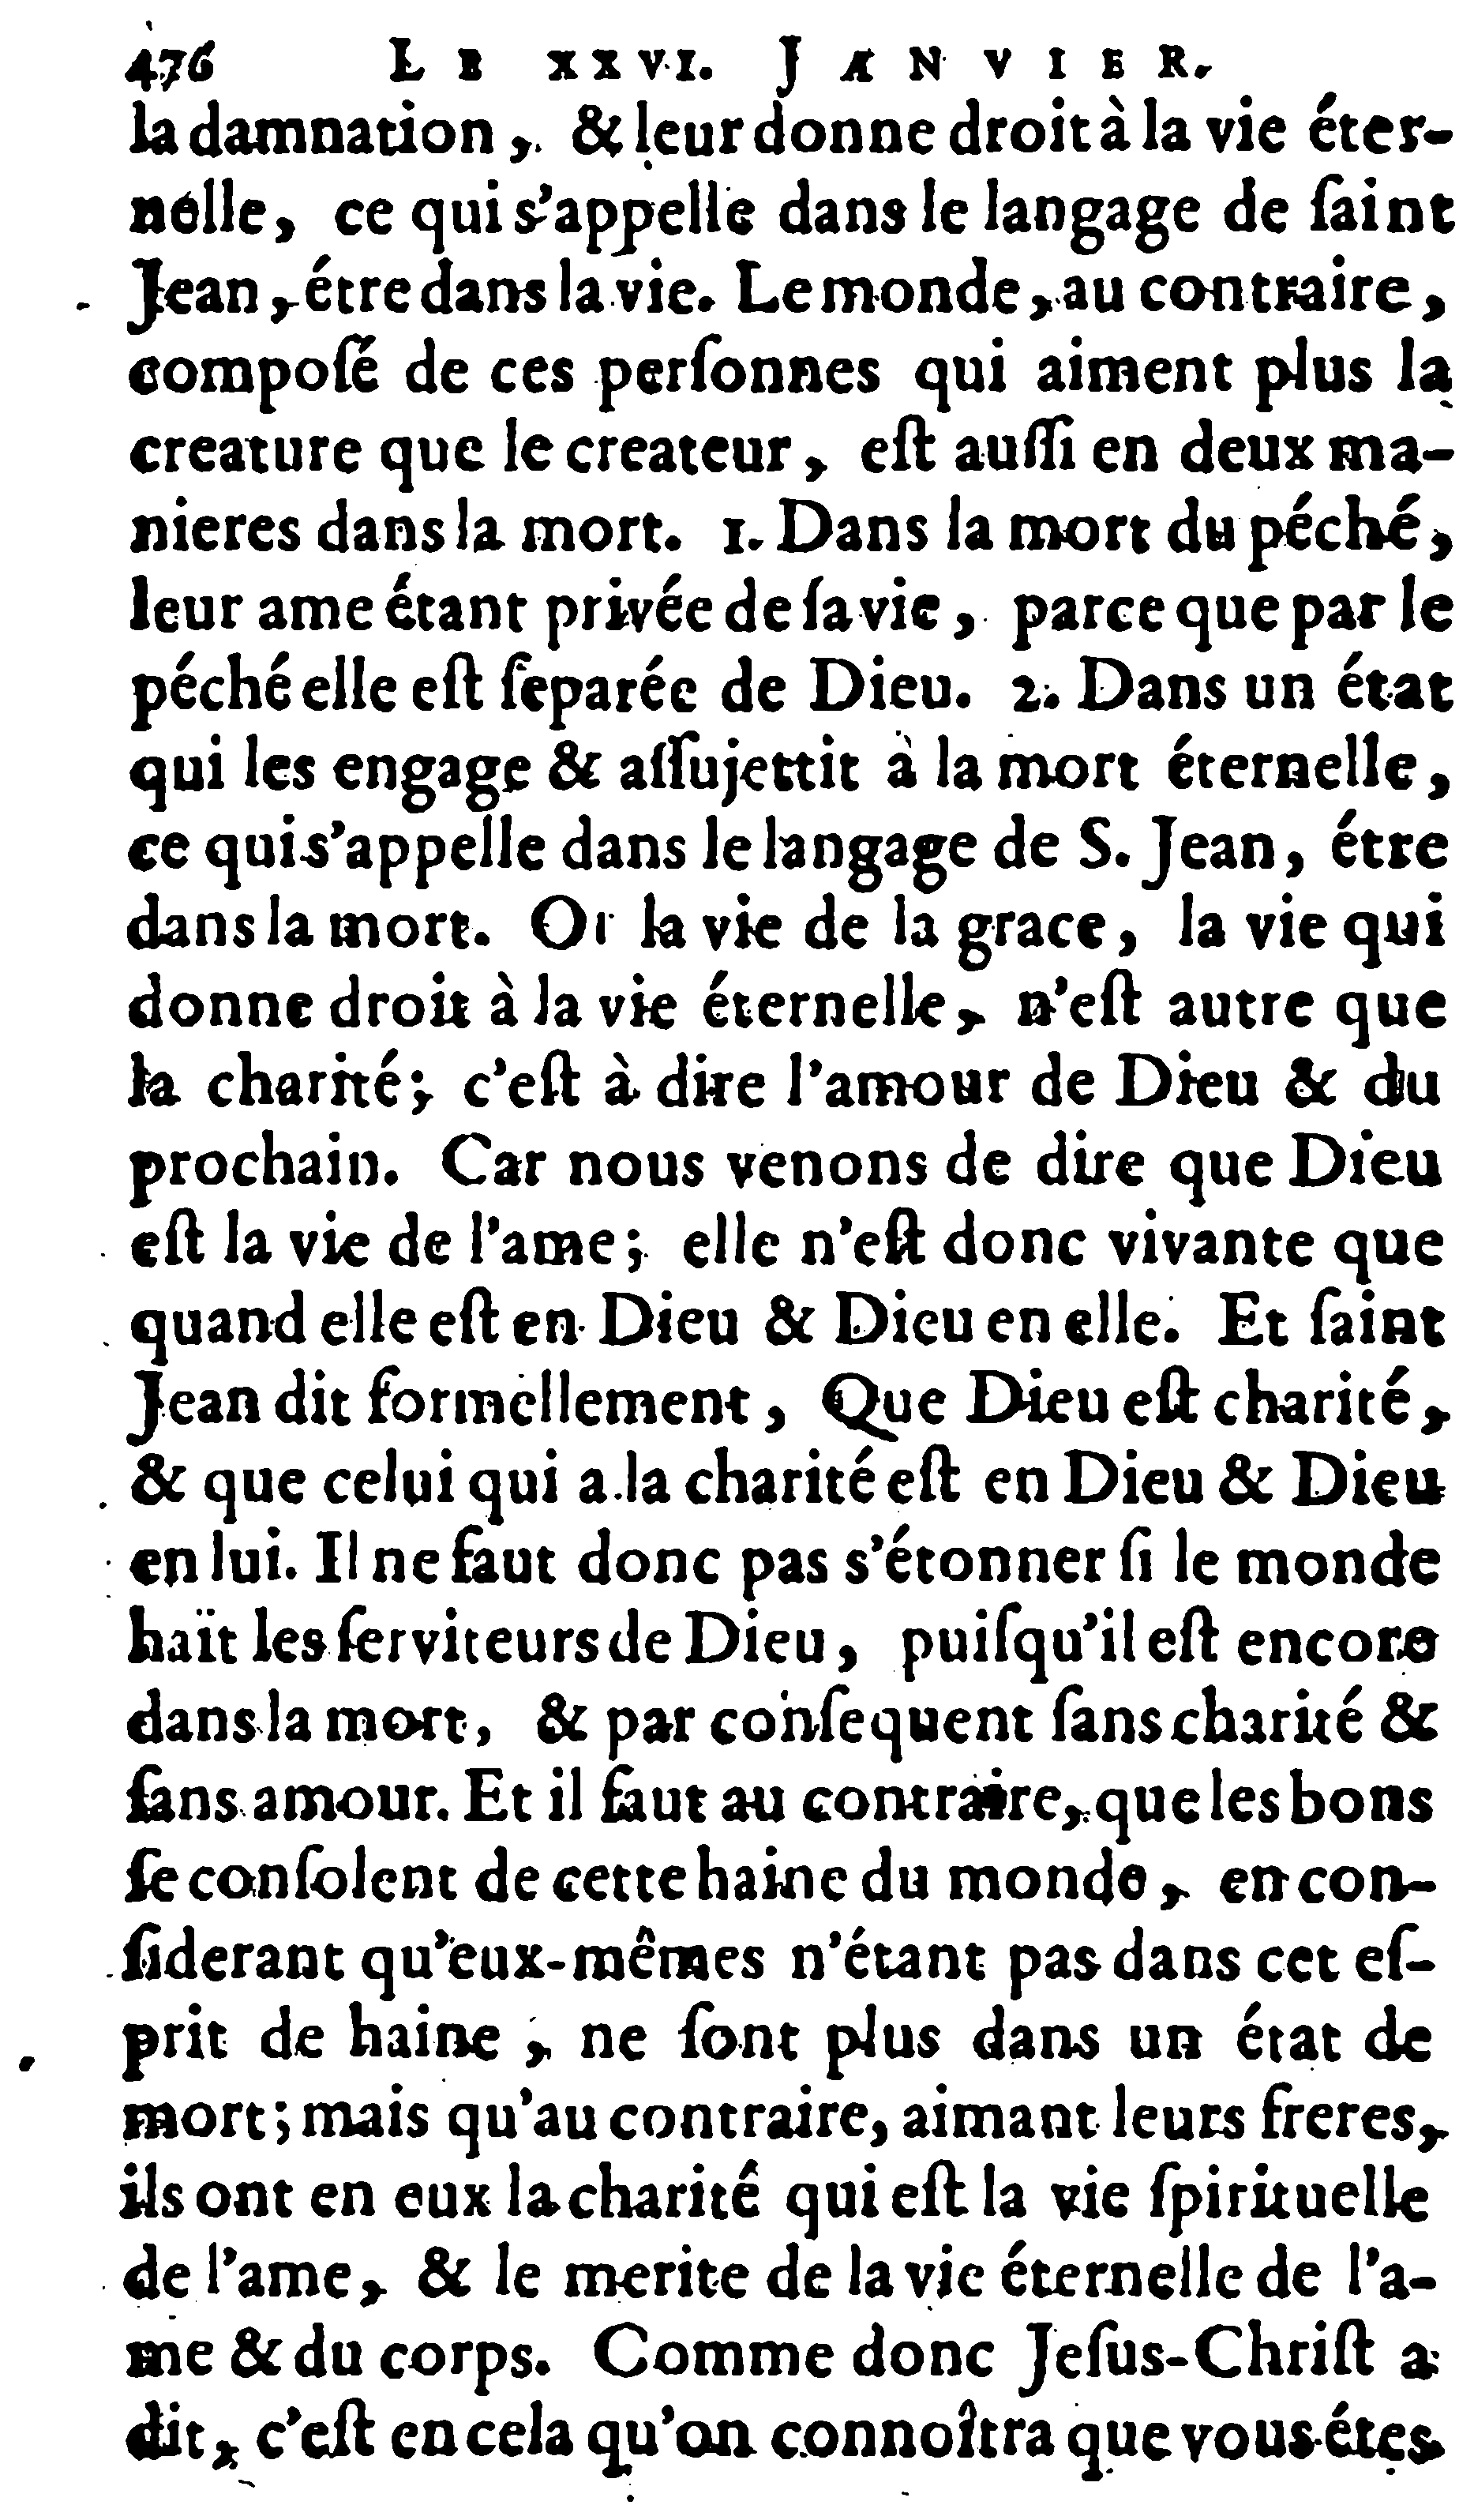 476 LE XXVI. JANVIER.
la damnation, & leur donne droit à la vie éter-
nelle, ce qui s'appelle dans le langage de ſaint
Jean, étre dans la vie. Le monde, au contraire,
compoſé de ces perſonnes qui aiment plus la
creature que le createur, eſt auſſi en deux ma-
nieres dans la mort. 1. Dans la mort du péché,
leur ame étant privée de ſa vie, parce que par le
péché elle eſt ſeparée de Dieu. 2. Dans un état
qui les engage & aſſujettit à la mort éternelle,
ce qui s'appelle dans le langage de S. Jean, étre
dans la mort. Or la vie de la grace, la vie qui
donne droit à la vie éternelle, n'eſt autre que
la charité; c'eſt à dire l'amour de Dieu & du
prochain. Car nous venons de dire que Dieu
eſt la vie de l'ame; elle n'eſt donc vivante que
quand elle eſt en Dieu & Dieu en elle. Et ſaint
Jean dit formellement, Que Dieu eſt charité,
& que celui qui a la charité eſt en Dieu & Dieu
en lui. Il ne faut donc pas s'étonner ſi le monde
haït les ſerviteurs de Dieu, puiſqu'il eſt encore
dans la mort, & par conſequent ſans charité &
ſans amour. Et il faut au contraire, que les bons
ſe conſolent de cette haine du monde, en con-
ſiderant qu'eux-mêmes n'étant pas dans cet eſ-
prit de haine, ne ſont plus dans un état de
mort; mais qu'au contraire, aimant leurs freres,
ils ont en eux la charité qui eſt la vie ſpirituelle
de l'ame, & le merite de la vie éternelle de l'a-
me & du corps. Comme donc Jeſus-Chriſt a
dit, c'eſt en cela qu'on connoîtra que vous étes